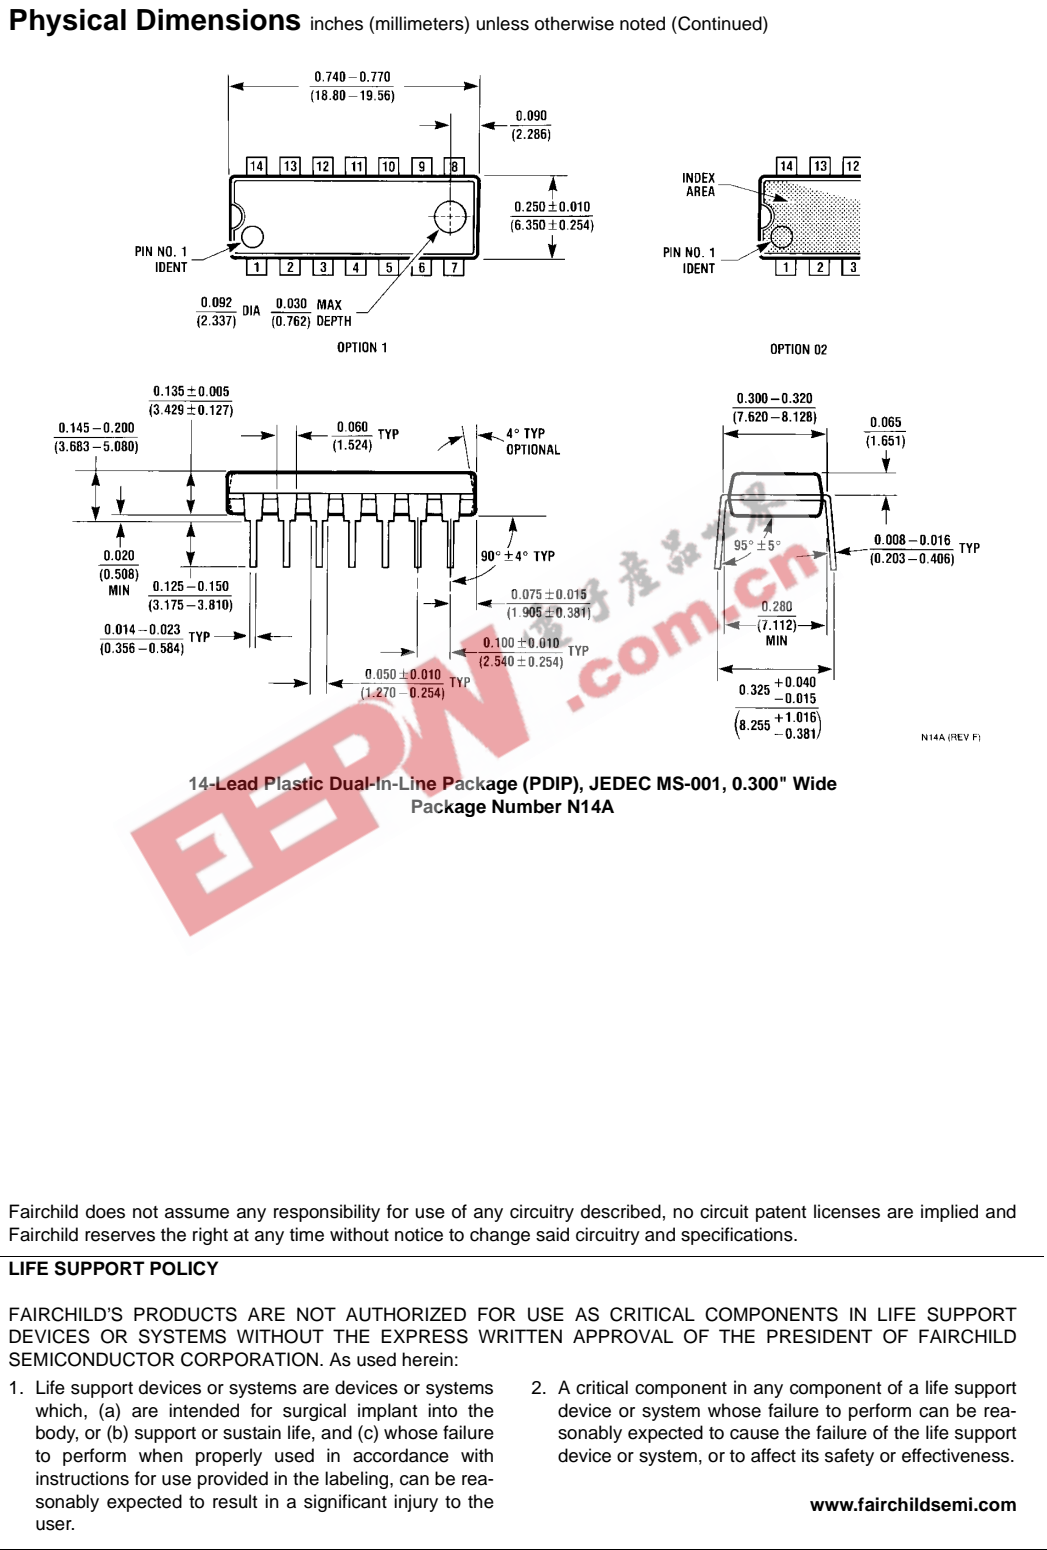 Physical Dimensions inches (millimeters) unless otherwise noted (Continued)
0.740–0.770
(18.80–19.56)
0.090
(2.286)
14 13 12 11 10 9 8
14 13 12
INDEX
AREA
0.250±0.010
(6.350±0.254)
PIN NO. 1
IDENT
PIN NO. 1
IDENT
1 2 3 4 5 6 7
1 2 3
0.092
(2.337) DIA
0.030
(0.762)
MAX
DEPTH
OPTION 1
OPTION 02
0.135±0.005
(3.429±0.127)
0.300–0.320
(7.620–8.128)
0.145–0.200
(3.683–5.080)
0.060
(1.524) TYP
4° TYP
OPTIONAL
0.065
(1.651)
95°±5°
0.008–0.016
(0.203–0.406) TYP
0.020
(0.508)
MIN
90°±4° TYP
0.125–0.150
(3.175–3.810)
0.075±0.015
(1.905±0.381)
0.280
(7.112)
MIN
0.014–0.023
(0.356–0.584) TYP
0.100±0.010
(2.540±0.254) TYP
0.050±0.010
(1.270–0.254) TYP
0.325 +0.040
–0.015
(8.255 +1.016
–0.381)
N14A (REV F)
電子產品世界
EEPW.com.cn
14-Lead Plastic Dual-In-Line Package (PDIP), JEDEC MS-001, 0.300" Wide
Package Number N14A
Fairchild does not assume any responsibility for use of any circuitry described, no circuit patent licenses are implied and
Fairchild reserves the right at any time without notice to change said circuitry and specifications.
LIFE SUPPORT POLICY
FAIRCHILD'S PRODUCTS ARE NOT AUTHORIZED FOR USE AS CRITICAL COMPONENTS IN LIFE SUPPORT
DEVICES OR SYSTEMS WITHOUT THE EXPRESS WRITTEN APPROVAL OF THE PRESIDENT OF FAIRCHILD
SEMICONDUCTOR CORPORATION. As used herein:
1. Life support devices or systems are devices or systems
which, (a) are intended for surgical implant into the
body, or (b) support or sustain life, and (c) whose failure
to perform when properly used in accordance with
instructions for use provided in the labeling, can be rea-
sonably expected to result in a significant injury to the
user.
2. A critical component in any component of a life support
device or system whose failure to perform can be rea-
sonably expected to cause the failure of the life support
device or system, or to affect its safety or effectiveness.
www.fairchildsemi.com